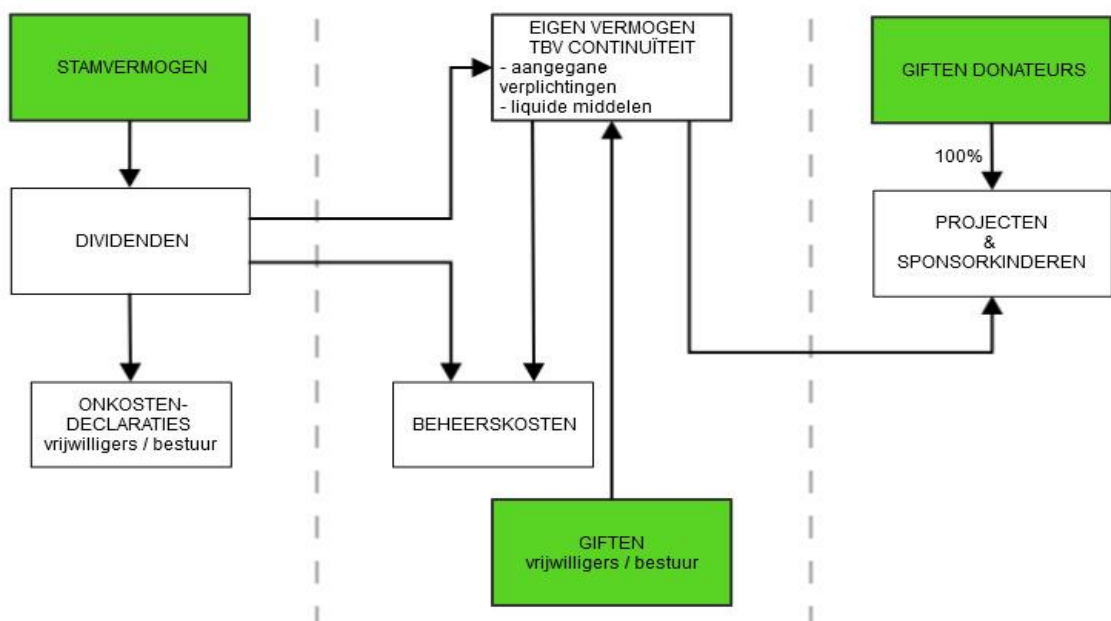 STAMVERMOGEN
DIVIDENDEN
ONKOSTEN-
DECLARATIES
vrijwilligers / bestuur
EIGEN VERMOGEN
TBV CONTINUÏTEIT
- aangegane
verplichtingen
- liquide middelen
BEHEERSKOSTEN
GIFTEN
vrijwilligers / bestuur
GIFTEN DONATEURS
100%
PROJECTEN
&
SPONSORKINDEREN